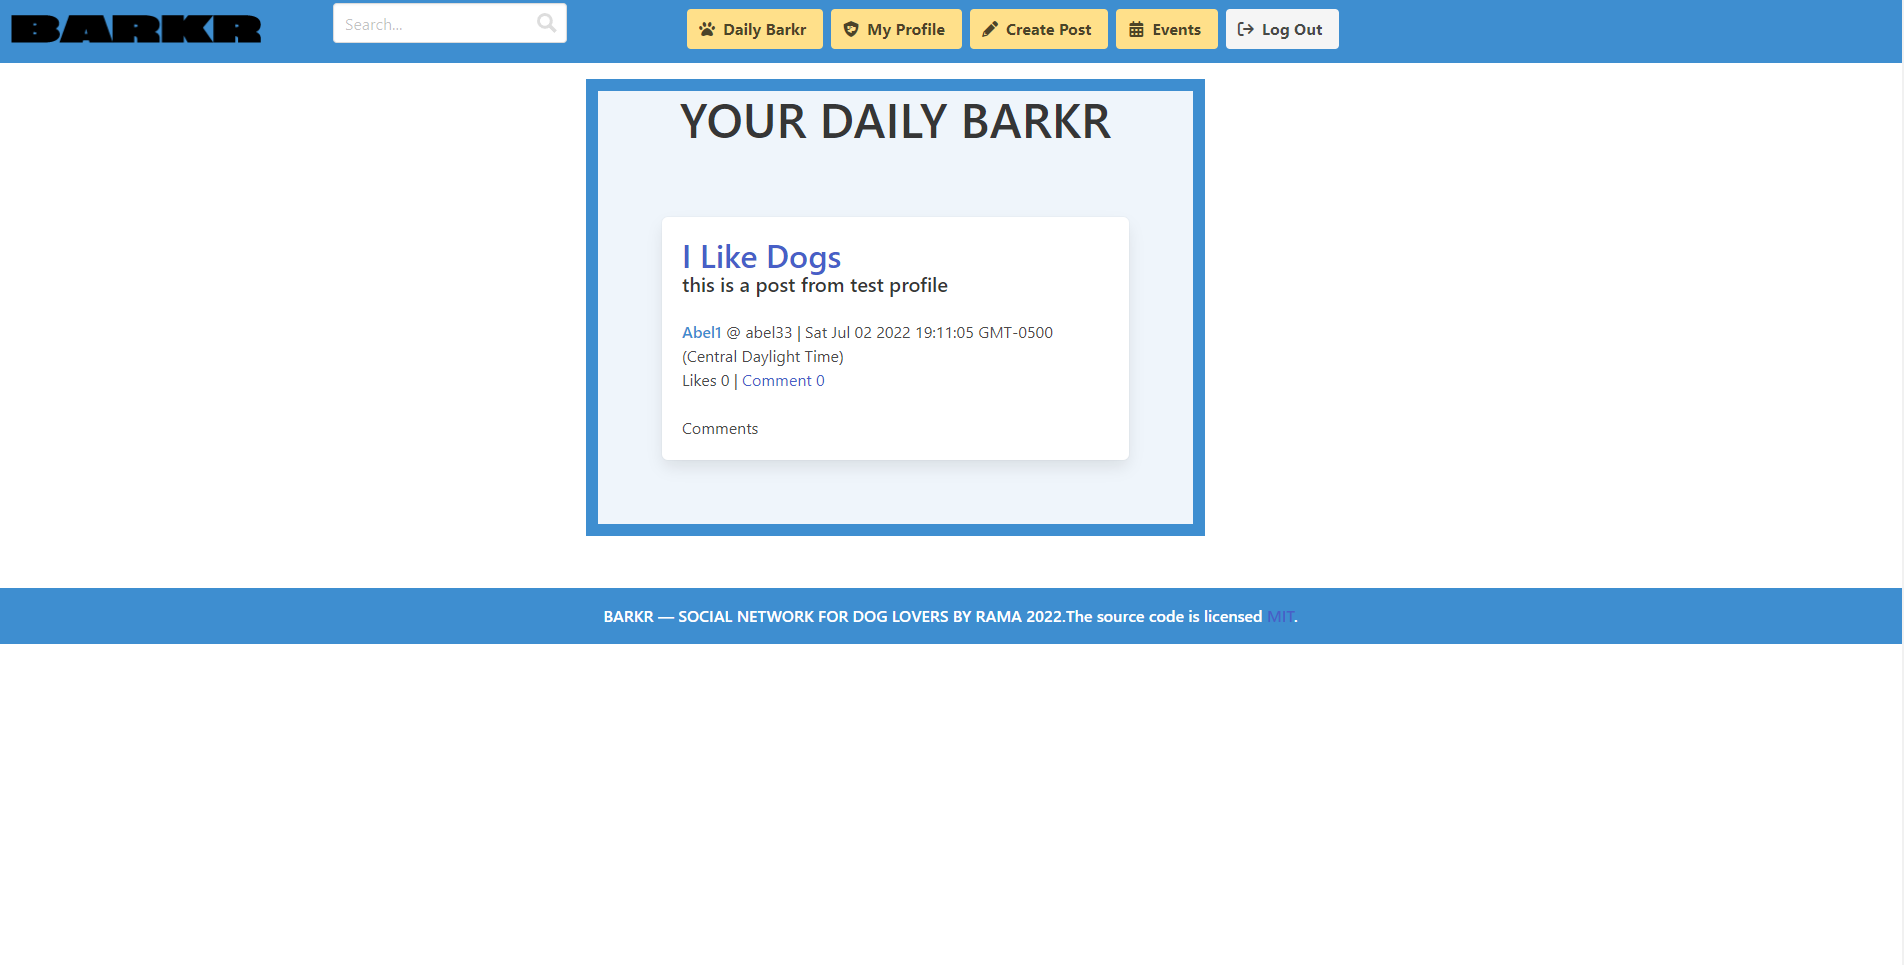 BARKR
Search...
Daily Barkr
My Profile
Create Post
Events
Log Out
YOUR DAILY BARKR
I Like Dogs
this is a post from test profile
Abel1 @ abel33 | Sat Jul 02 2022 19:11:05 GMT-0500
(Central Daylight Time)
Likes 0 | Comment 0
Comments
BARKR — SOCIAL NETWORK FOR DOG LOVERS BY RAMA 2022.The source code is licensed MIT.